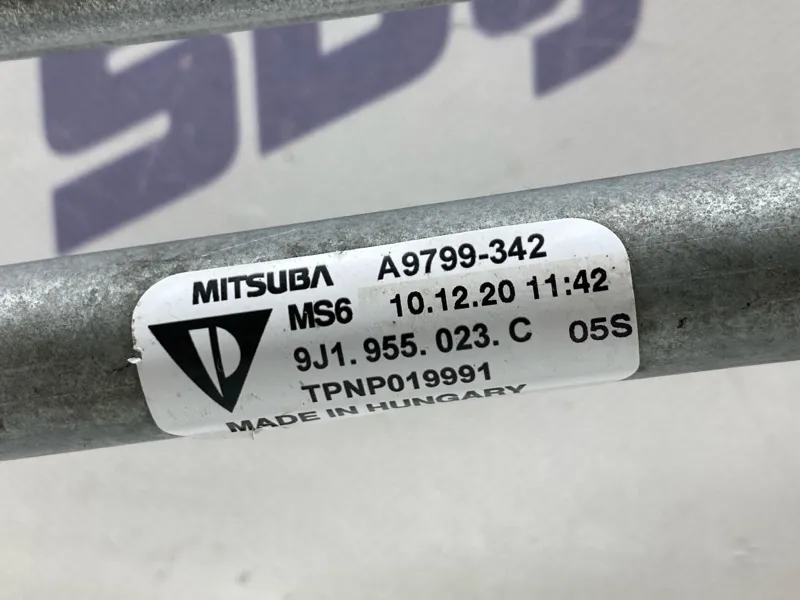 MITSUBA A9799-342
MS6 10.12.20 11:42
9J1.955.023.C 05S
TPNP019991
MADE IN HUNGARY